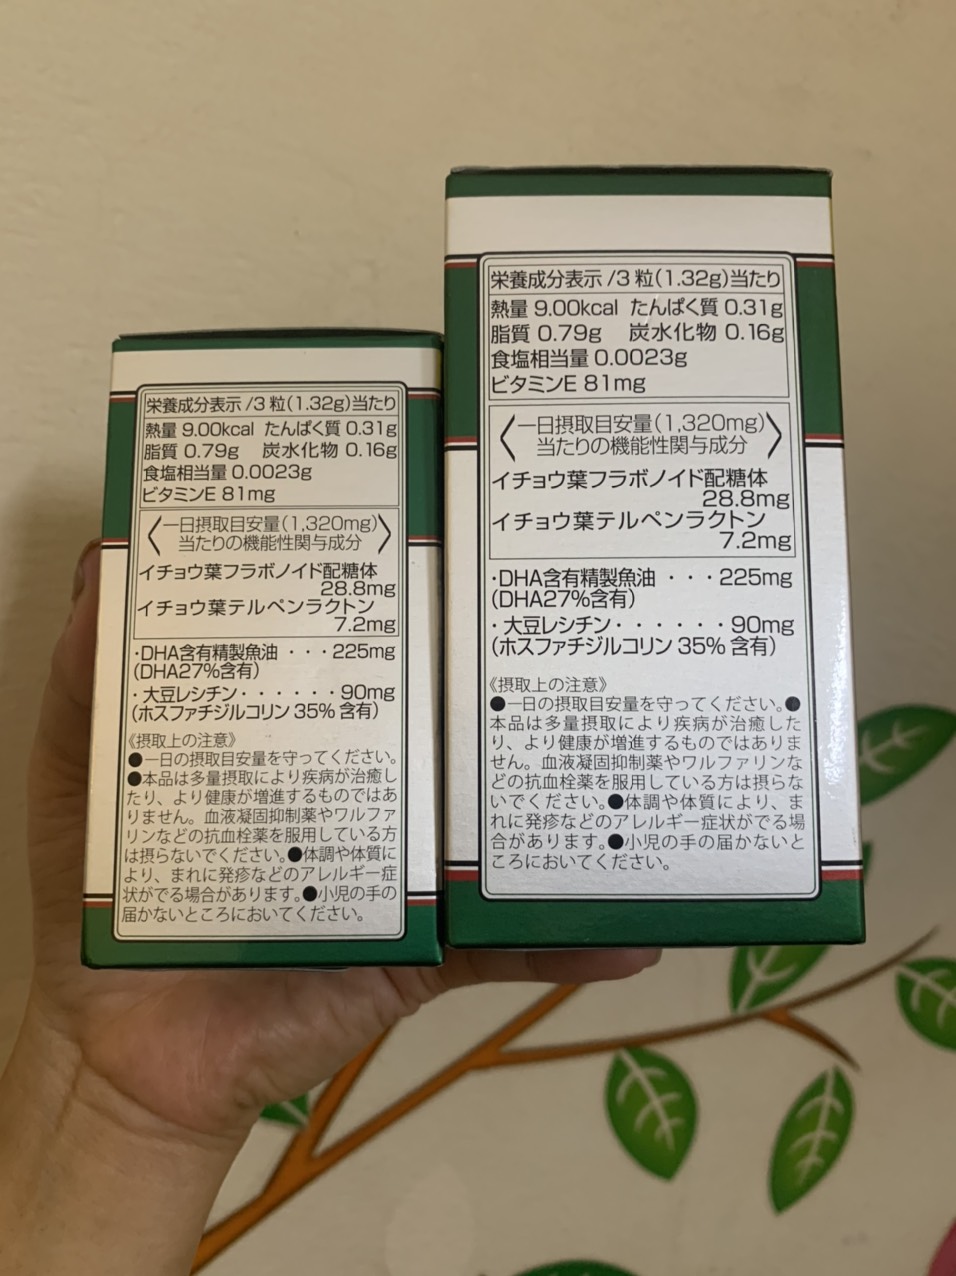 栄養成分表示/3粒(1.32g)当たり
熱量 9.00kcal たんぱく質 0.31g
脂質 0.79g 炭水化物 0.16g
食塩相当量 0.0023g
ビタミンE 81mg
〈一日摂取目安量(1,320mg)
当たりの機能性関与成分〉
イチョウ葉フラボノイド配糖体
28.8mg
イチョウ葉テルペンラクトン
7.2mg
・DHA含有精製魚油・・・225mg
(DHA27%含有)
・大豆レシチン・・・・・・90mg
(ホスファチジルコリン35%含有)
《摂取上の注意》
●一日の摂取目安量を守ってください。
●本品は多量摂取により疾病が治癒し
たり、より健康が増進するものではあ
りません。血液凝固抑制薬やワルファ
リンなどの抗血栓薬を服用している方
は摂らないでください。●体調や体質に
より、まれに発疹などのアレルギー症
状がでる場合があります。●小児の手の
届かないところにおいてください。
栄養成分表示/3粒(1.32g)当たり
熱量 9.00kcal たんぱく質 0.31g
脂質 0.79g 炭水化物 0.16g
食塩相当量 0.0023g
ビタミンE 81mg
〈一日摂取目安量(1,320mg)
当たりの機能性関与成分〉
イチョウ葉フラボノイド配糖体
28.8mg
イチョウ葉テルペンラクトン
7.2mg
・DHA含有精製魚油・・・225mg
(DHA27%含有)
・大豆レシチン・・・・・・90mg
(ホスファチジルコリン35%含有)
《摂取上の注意》
●一日の摂取目安量を守ってください。●
本品は多量摂取により疾病が治癒した
り、より健康が増進するものではありま
せん。血液凝固抑制薬やワルファリンな
どの抗血栓薬を服用している方は摂らな
いでください。●体調や体質により、ま
れに発疹などのアレルギー症状がでる場
合があります。●小児の手の届かないと
ころにおいてください。